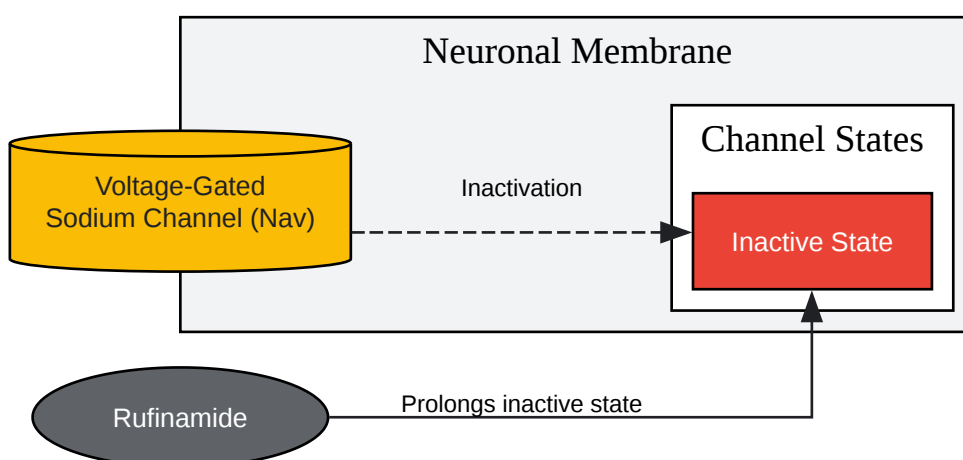 Neuronal Membrane
Channel States
Voltage-Gated
Sodium Channel (Nav)
Inactivation
Inactive State
Prolongs inactive state
Rufinamide